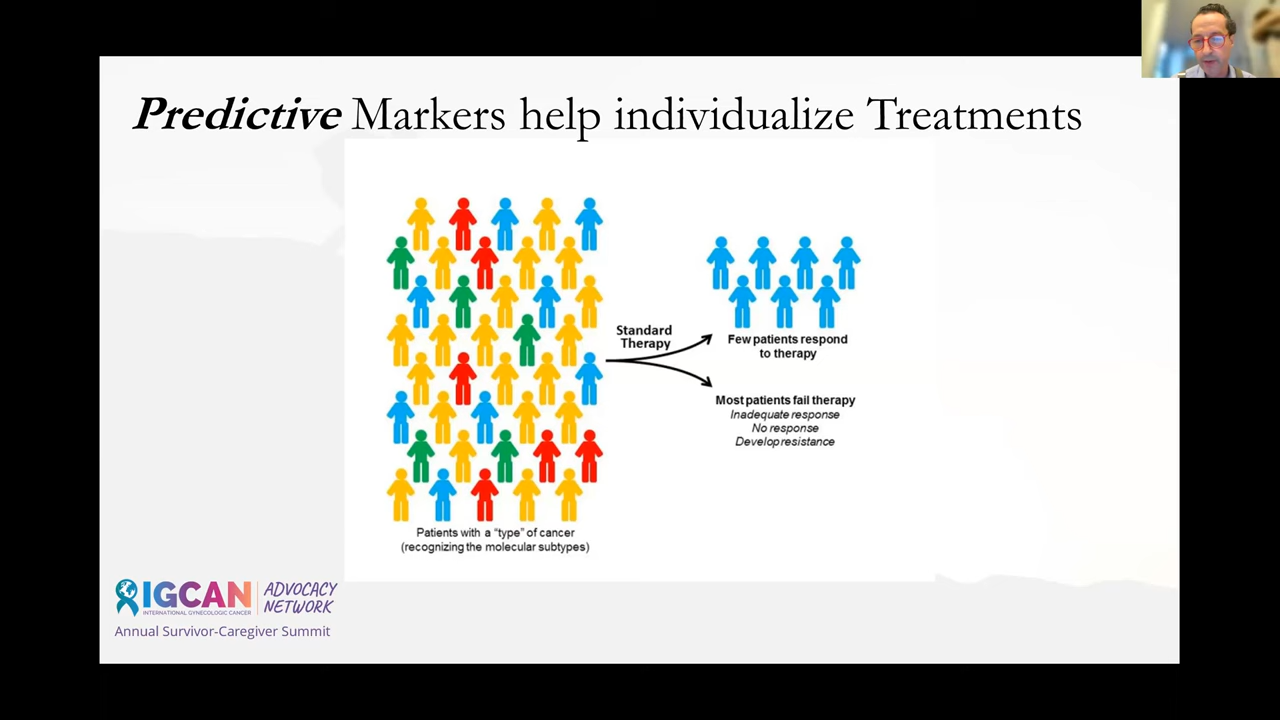 Predictive Markers help individualize Treatments
Standard
Therapy
Few patients respond
to therapy
Most patients fail therapy
Inadequate response
No response
Develop resistance
Patients with a “type” of cancer
(recognizing the molecular subtypes)
IGCAN
INTERNATIONAL GYNECOLOGIC CANCER
ADVOCACY
NETWORK
Annual Survivor-Caregiver Summit